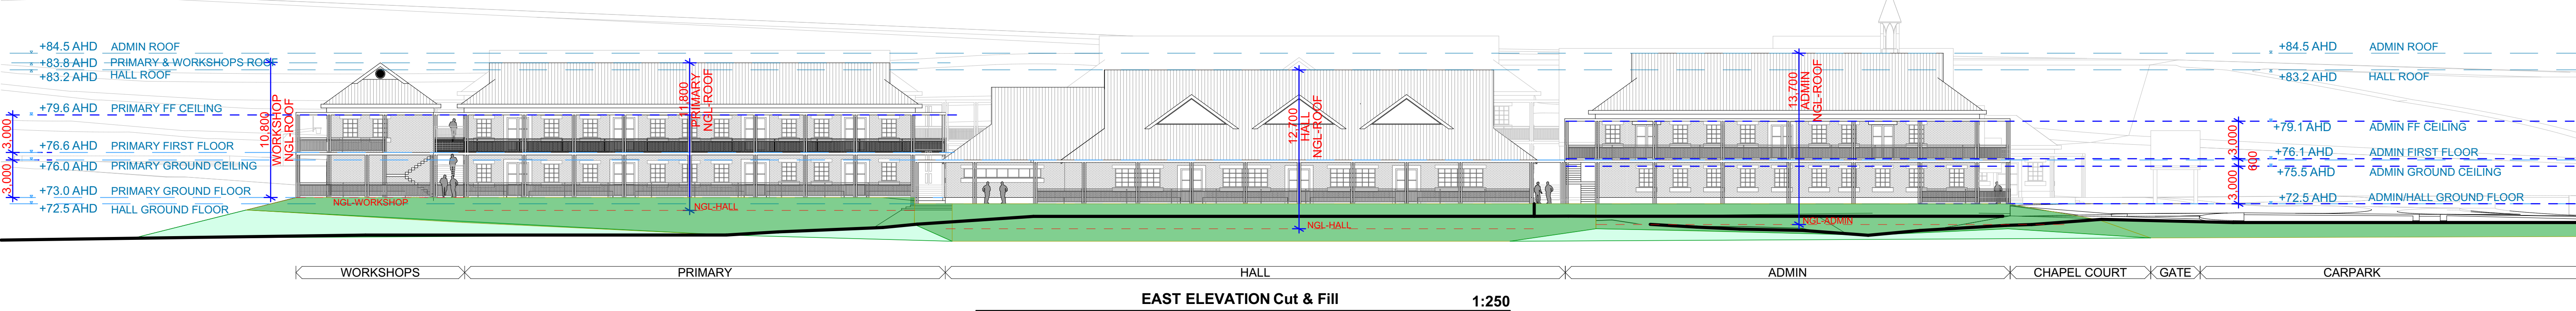 +84.5 AHD ADMIN ROOF
+83.8 AHD PRIMARY & WORKSHOPS ROOF
+83.2 AHD HALL ROOF
+79.6 AHD PRIMARY FF CEILING
+76.6 AHD PRIMARY FIRST FLOOR
+76.0 AHD PRIMARY GROUND CEILING
+73.0 AHD PRIMARY GROUND FLOOR
+72.5 AHD HALL GROUND FLOOR
3.000
3.000
10.800
WORKSHOP
NGL-ROOF
NGL-WORKSHOP
11.800
PRIMARY
NGL-ROOF
NGL-HALL
12.700
HALL
NGL-ROOF
NGL-HALL
13.700
ADMIN
NGL-ROOF
NGL-ADMIN
3.000
600
3.000
+84.5 AHD ADMIN ROOF
+83.2 AHD HALL ROOF
+79.1 AHD ADMIN FF CEILING
+76.1 AHD ADMIN FIRST FLOOR
+75.5 AHD ADMIN GROUND CEILING
+72.5 AHD ADMIN/HALL GROUND FLOOR
WORKSHOPS
PRIMARY
HALL
ADMIN
CHAPEL COURT
GATE
CARPARK
EAST ELEVATION Cut & Fill 1:250